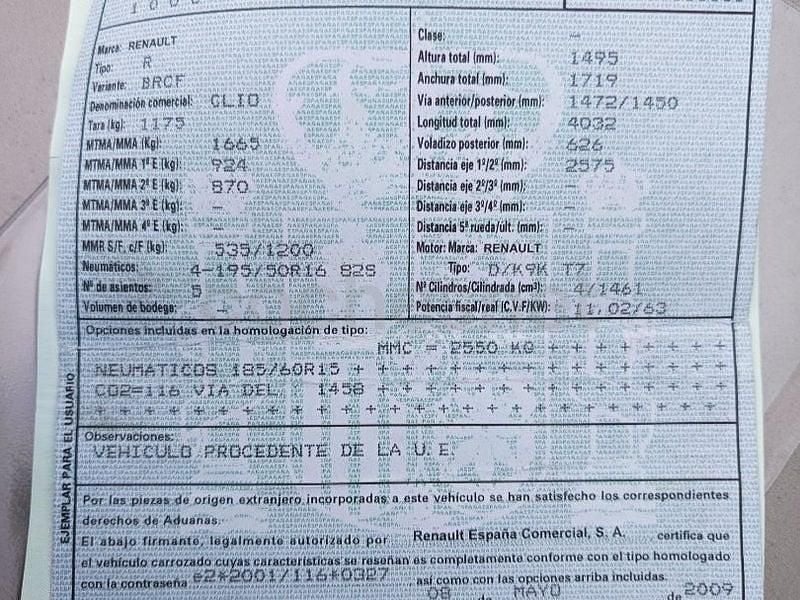 Marca: RENAULT
Tipo: R
Variante: BRCF
Denominación comercial: CLIO
Tara (kg): 1175
MTMA/MMA (Kg) 1665
MTMA/MMA 1º E (kg): 924
MTMA/MMA 2º E (kg): 870
MTMA/MMA 3º E (kg): –
MTMA/MMA 4º E (kg): –
MMR S/F, c/F (kg): 535/1200
Neumáticos: 4-195/50R16 82S
Nº de asientos: 5
Volumen de bodega: –
Clase: –
Altura total (mm): 1495
Anchura total (mm): 1719
Vía anterior/posterior (mm): 1472/1450
Longitud total (mm): 4032
Voladizo posterior (mm): 626
Distancia eje 1º/2º (mm): 2575
Distancia eje 2º/3º (mm): –
Distancia eje 3º/4º (mm): –
Distancia 5ª rueda/últ. (mm): –
Motor: Marca: RENAULT
Tipo: D/K9K T7
Nº Cilindros/Cilindrada (cm³): 4/1461
Potencia fiscal/real (C.V.F/KW): 11,02/63
Opciones incluidas en la homologación de tipo:
MMC = 2550 KG + + + + + + + + +
NEUMATICOS 185/60R15 + + + + + + + + + + + + + + +
CO2=116 VIA DEL. 1458 + + + + + + + + + + + + + +
+ + + + + + + + + + + + + + + + + + + + + + + + +
Observaciones:
VEHICULO PROCEDENTE DE LA U.E.
EJEMPLAR PARA EL USUARIO
Por las piezas de origen extranjero incorporadas a este vehículo se han satisfecho los correspondientes
derechos de Aduanas.
El abajo firmante, legalmente autorizado por Renault España Comercial, S. A. certifica que
el vehículo carrozado cuyas características se reseñan es completamente conforme con el tipo homologado
con la contraseña e2*2001/116*0327 así como con las opciones arriba incluidas.
08 de MAYO de 2009